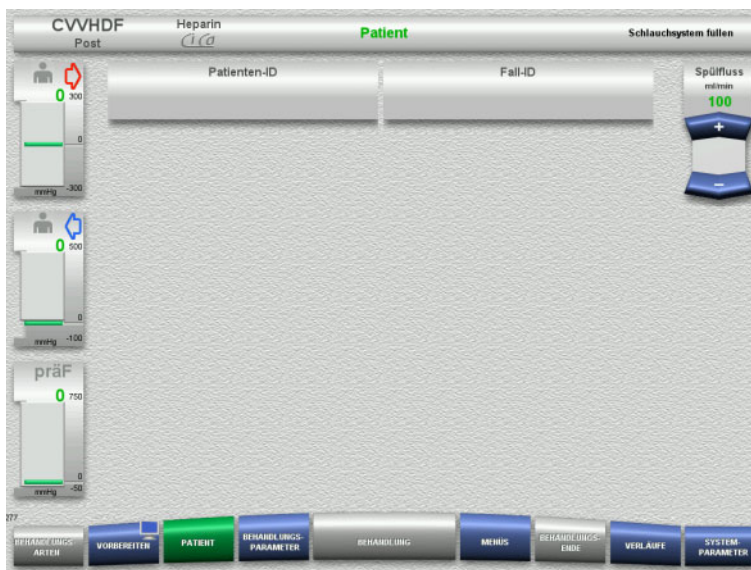 CVVHDF
Post
Heparin
Ci Ca
Patient
Schlauchsystem füllen
Patienten-ID
Fall-ID
Spülfluss
ml/min
100
+
–
0 300
0
mmHg -300
0 500
0
mmHg -100
präF
0 750
0
mmHg -50
277
BEHANDLUNGS-
ARTEN
VORBEREITEN
PATIENT
BEHANDLUNGS-
PARAMETER
BEHANDLUNG
MENÜS
BEHANDLUNGS-
ENDE
VERLÄUFE
SYSTEM-
PARAMETER